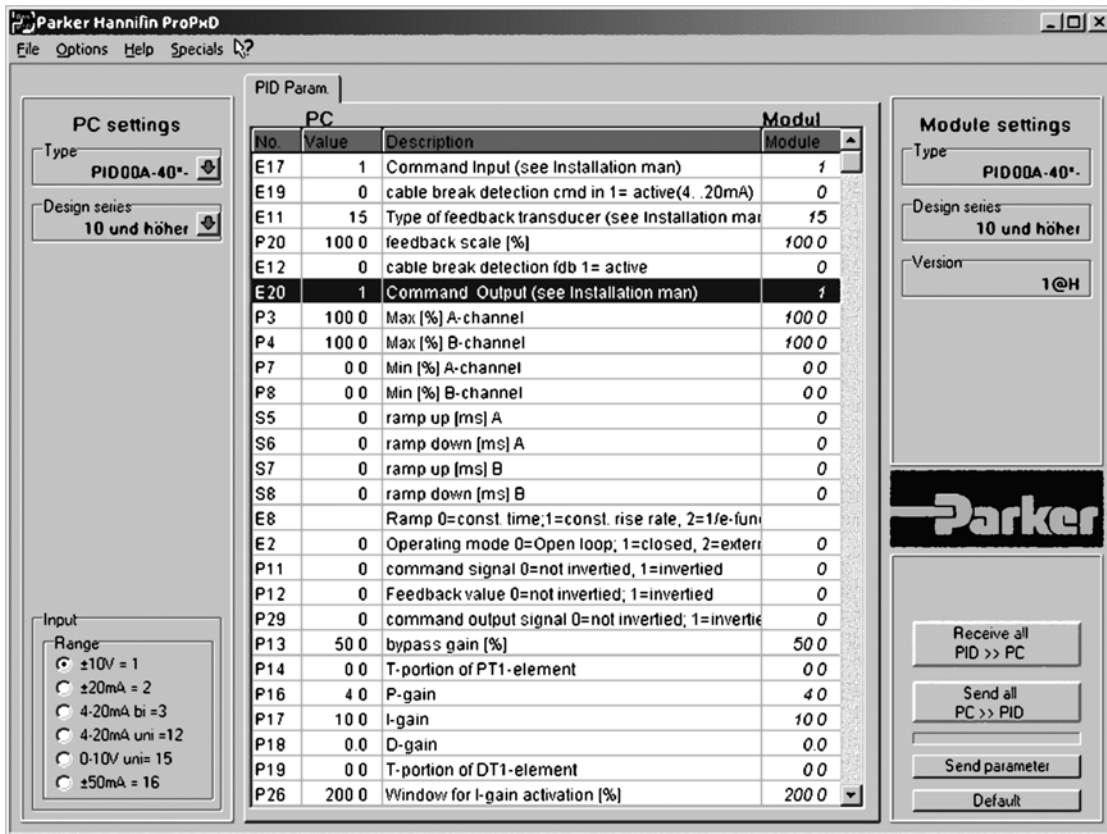 Parker Hannifin ProPxD
File Options Help Specials
PC settings
Type
PID00A-40*-
Design series
10 und höher
Input
Range
±10V = 1
±20mA = 2
4-20mA bi =3
4-20mA uni =12
0-10V uni= 15
±50mA = 16
PID Param.
PC Modul
No. Value Description Module
E17 1 Command Input (see Installation man) 1
E19 0 cable break detection cmd in 1= active(4. .20mA) 0
E11 15 Type of feedback transducer (see Installation mar 15
P20 100 0 feedback scale [%] 100 0
E12 0 cable break detection fdb 1= active 0
E20 1 Command Output (see Installation man) 1
P3 100 0 Max [%] A-channel 100 0
P4 100 0 Max [%] B-channel 100 0
P7 0 0 Min [%] A-channel 0 0
P8 0 0 Min [%] B-channel 0 0
S5 0 ramp up [ms] A 0
S6 0 ramp down [ms] A 0
S7 0 ramp up [ms] B 0
S8 0 ramp down [ms] B 0
E8 Ramp 0=const. time;1=const. rise rate, 2=1/e-fun
E2 0 Operating mode 0=Open loop; 1=closed, 2=extern 0
P11 0 command signal 0=not invertied, 1=invertied 0
P12 0 Feedback value 0=not invertied; 1=invertied 0
P29 0 command output signal 0=not invertied; 1=invertie 0
P13 50 0 bypass gain [%] 50 0
P14 0 0 T-portion of PT1-element 0 0
P16 4 0 P-gain 4 0
P17 10 0 I-gain 10 0
P18 0.0 D-gain 0.0
P19 0 0 T-portion of DT1-element 0 0
P26 200 0 Window for I-gain activation [%] 200 0
Module settings
Type
PID00A-40*-
Design series
10 und höher
Version
1@H
Parker
Receive all
PID >> PC
Send all
PC >> PID
Send parameter
Default